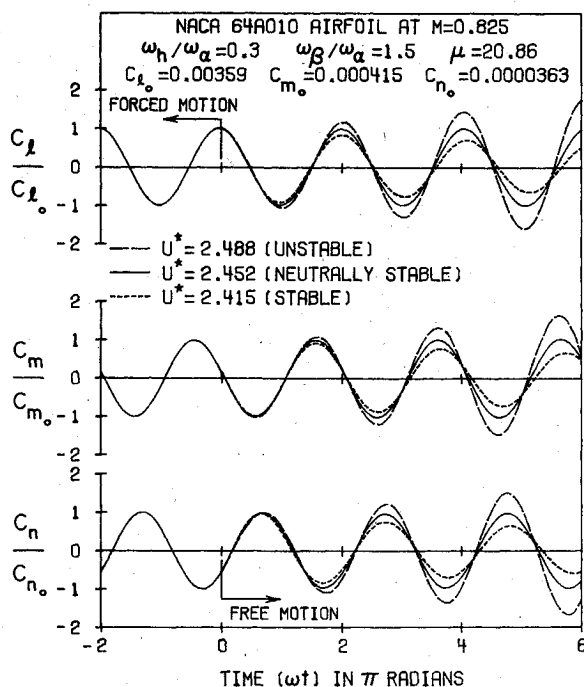 NACA 64A010 AIRFOIL AT M=0.825
ωh/ωα=0.3 ωβ/ωα=1.5 μ=20.86
Cℓo=0.00359 Cmo=0.000415 Cno=0.0000363
FORCED MOTION
Cℓ
Cℓo
2
1
0
-1
-2
U*=2.488 (UNSTABLE)
U*=2.452 (NEUTRALLY STABLE)
U*=2.415 (STABLE)
Cm
Cmo
2
1
0
-1
-2
Cn
Cno
2
1
0
-1
-2
FREE MOTION
-2 0 2 4 6
TIME (ωt) IN π RADIANS